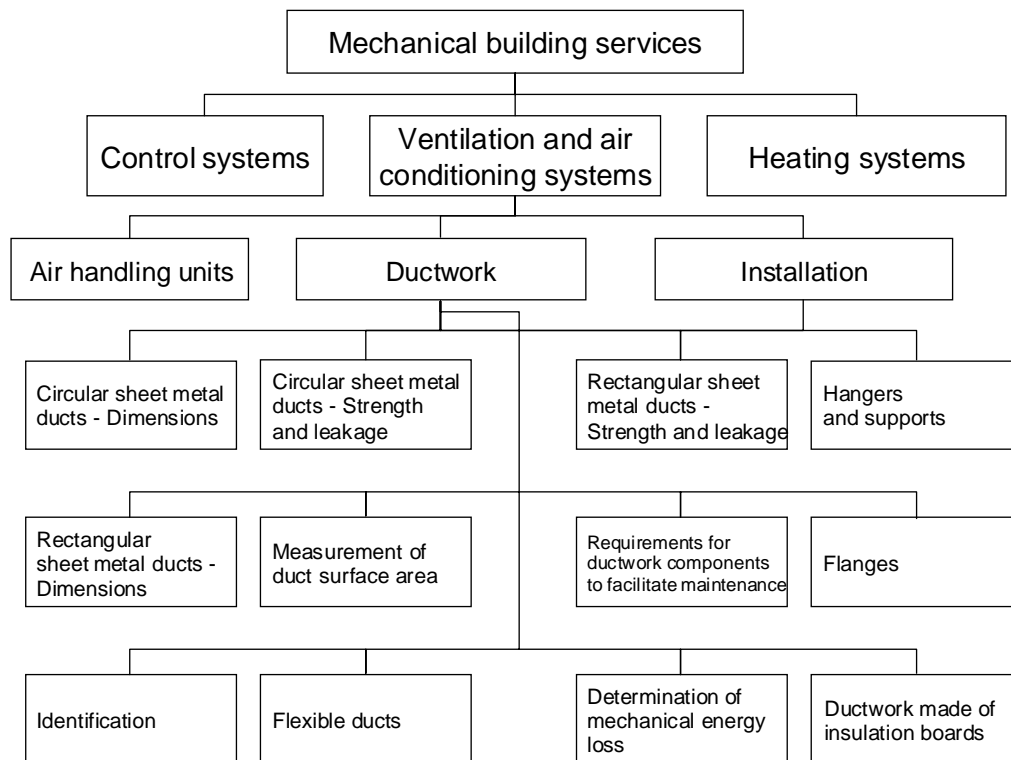 Mechanical building services
Control systems
Ventilation and air
conditioning systems
Heating systems
Air handling units
Ductwork
Installation
Circular sheet metal
ducts - Dimensions
Circular sheet metal
ducts - Strength
and leakage
Rectangular sheet
metal ducts -
Strength and leakage
Hangers
and supports
Rectangular
sheet metal ducts -
Dimensions
Measurement of
duct surface area
Requirements for
ductwork components
to facilitate maintenance
Flanges
Identification
Flexible ducts
Determination of
mechanical energy
loss
Ductwork made of
insulation boards